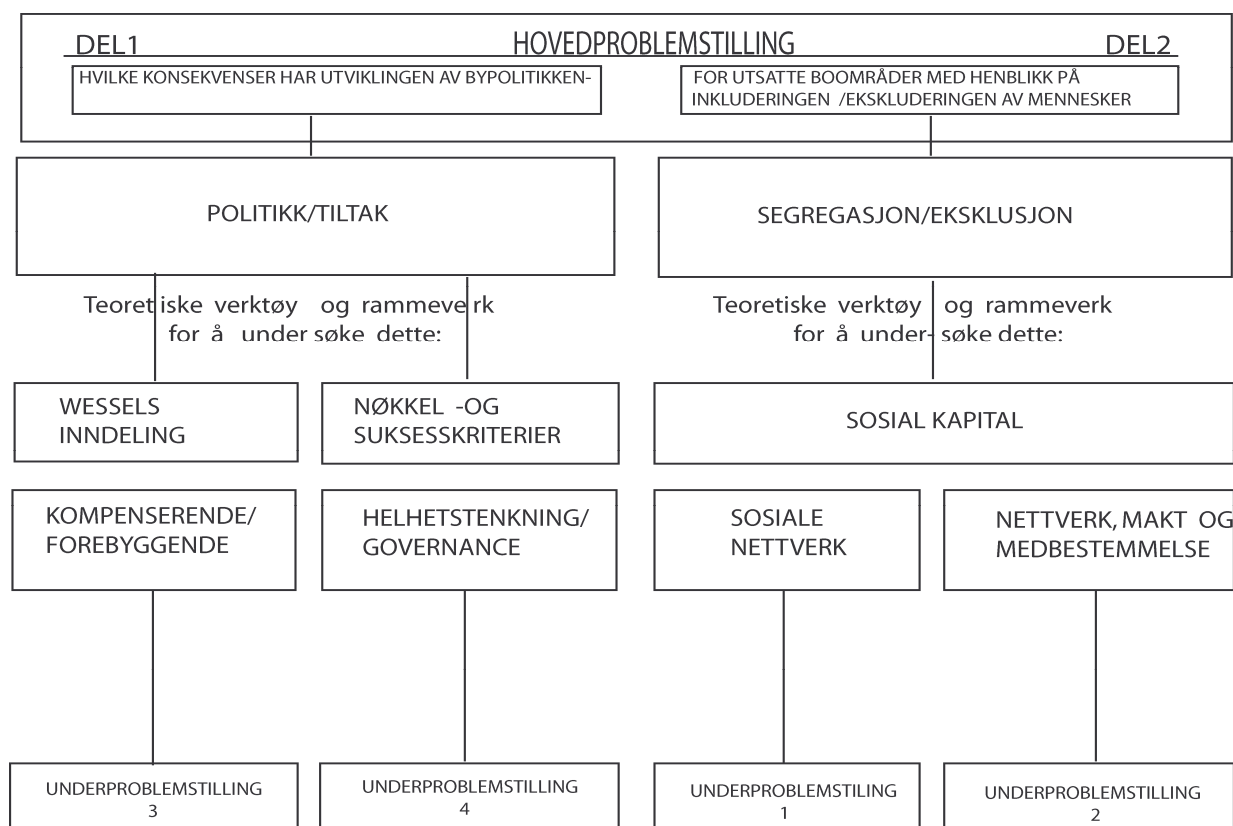 DEL1
HOVEDPROBLEMSTILLING
DEL2
HVILKE KONSEKVENSER HAR UTVIKLINGEN AV BYPOLITIKKEN-
FOR UTSATTE BOOMRÅDER MED HENBLIKK PÅ
INKLUDERINGEN /EKSKLUDERINGEN AV MENNESKER
POLITIKK/TILTAK
SEGREGASJON/EKSKLUSJON
Teoretiske verktøy og rammeverk
for å under søke dette:
Teoretiske verktøy og rammeverk
for å under- søke dette:
WESSELS
INNDELING
NØKKEL -OG
SUKSESSKRITERIER
SOSIAL KAPITAL
KOMPENSERENDE/
FOREBYGGENDE
HELHETSTENKNING/
GOVERNANCE
SOSIALE
NETTVERK
NETTVERK, MAKT OG
MEDBESTEMMELSE
UNDERPROBLEMSTILLING
3
UNDERPROBLEMSTILLING
4
UNDERPROBLEMSTILING
1
UNDERPROBLEMSTILLING
2